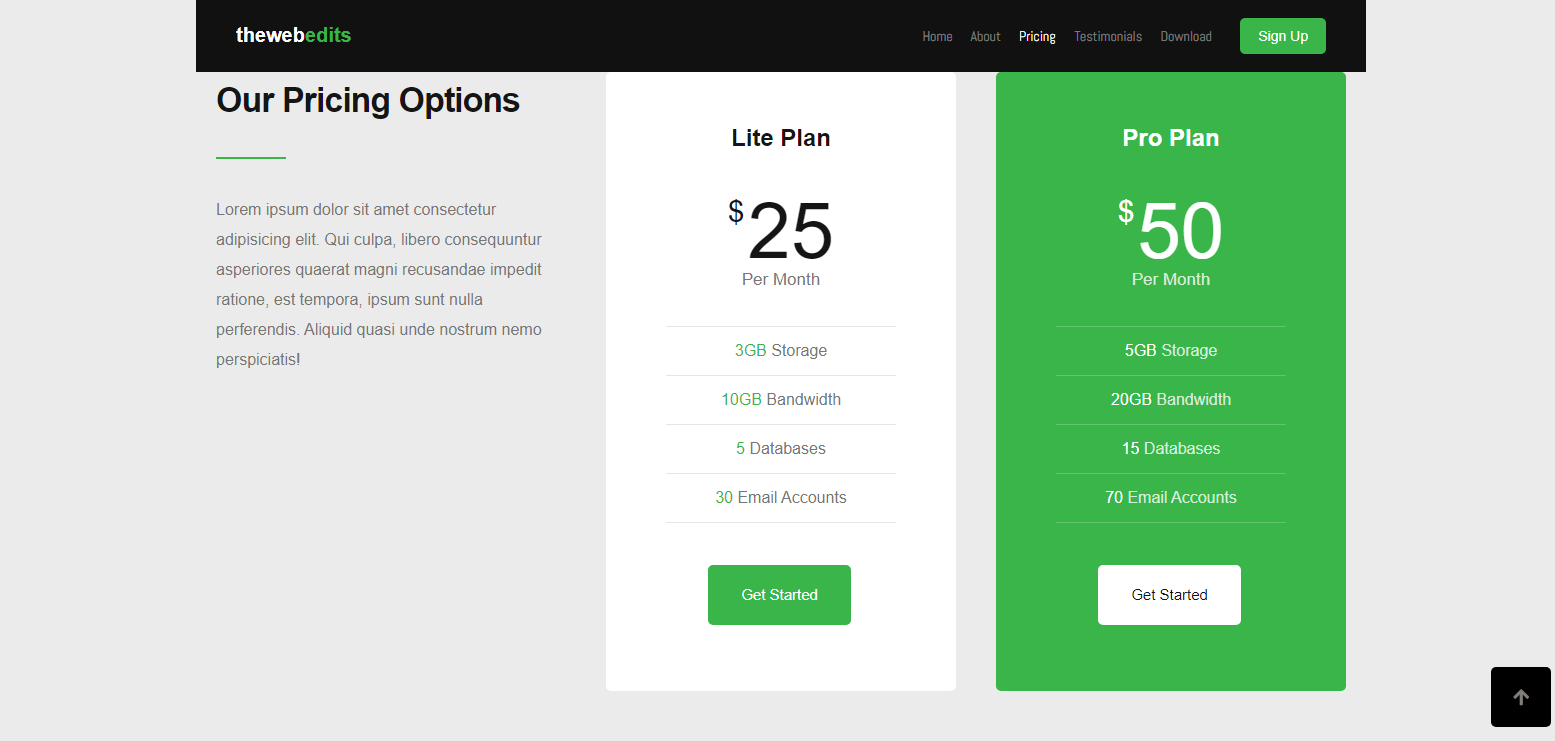 thewebedits
Home About Pricing Testimonials Download Sign Up
Our Pricing Options
Lorem ipsum dolor sit amet consectetur
adipisicing elit. Qui culpa, libero consequuntur
asperiores quaerat magni recusandae impedit
ratione, est tempora, ipsum sunt nulla
perferendis. Aliquid quasi unde nostrum nemo
perspiciatis!
Lite Plan
$25
Per Month
3GB Storage
10GB Bandwidth
5 Databases
30 Email Accounts
Get Started
Pro Plan
$50
Per Month
5GB Storage
20GB Bandwidth
15 Databases
70 Email Accounts
Get Started